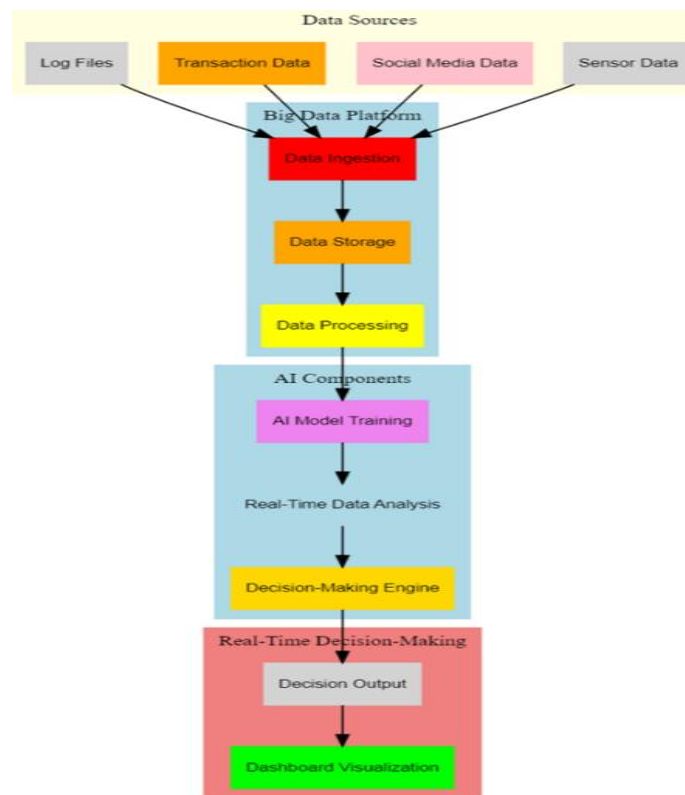 Data Sources
Log Files
Transaction Data
Social Media Data
Sensor Data
Big Data Platform
Data Ingestion
Data Storage
Data Processing
AI Components
AI Model Training
Real-Time Data Analysis
Decision-Making Engine
Real-Time Decision-Making
Decision Output
Dashboard Visualization